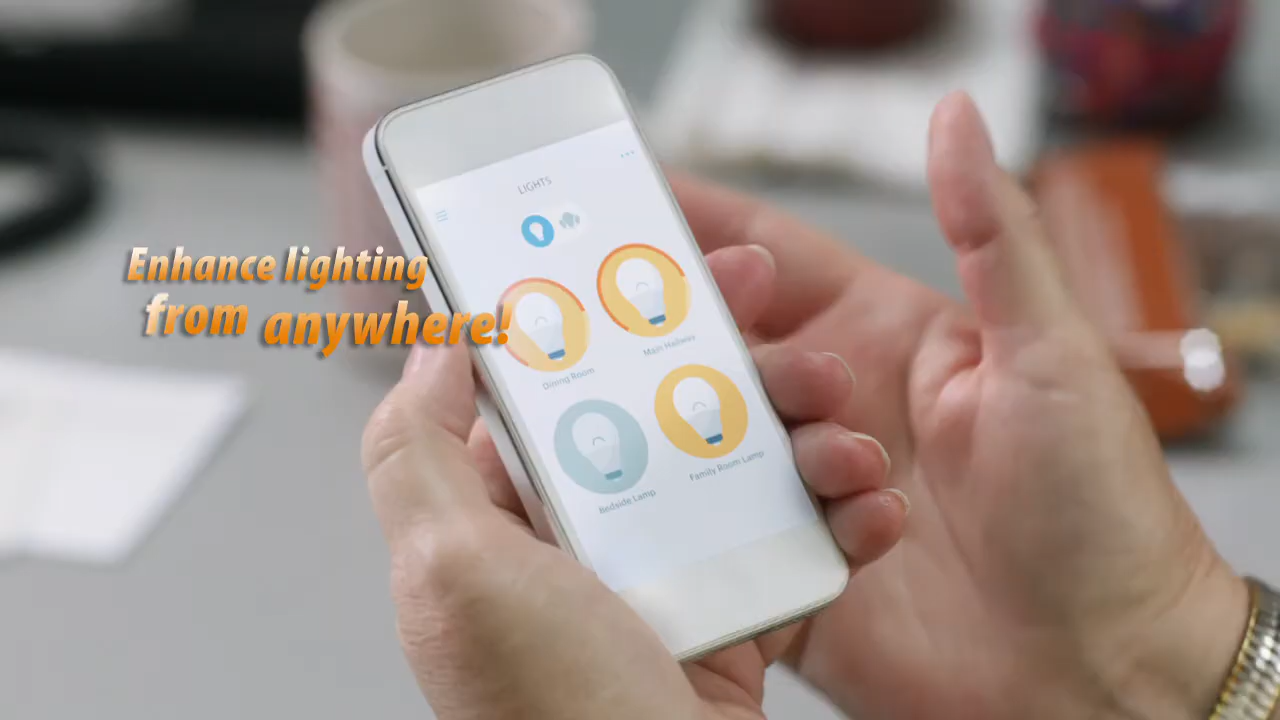 Enhance lighting
from anywhere!
LIGHTS
Dining Room
Main Hallway
Bedside Lamp
Family Room Lamp